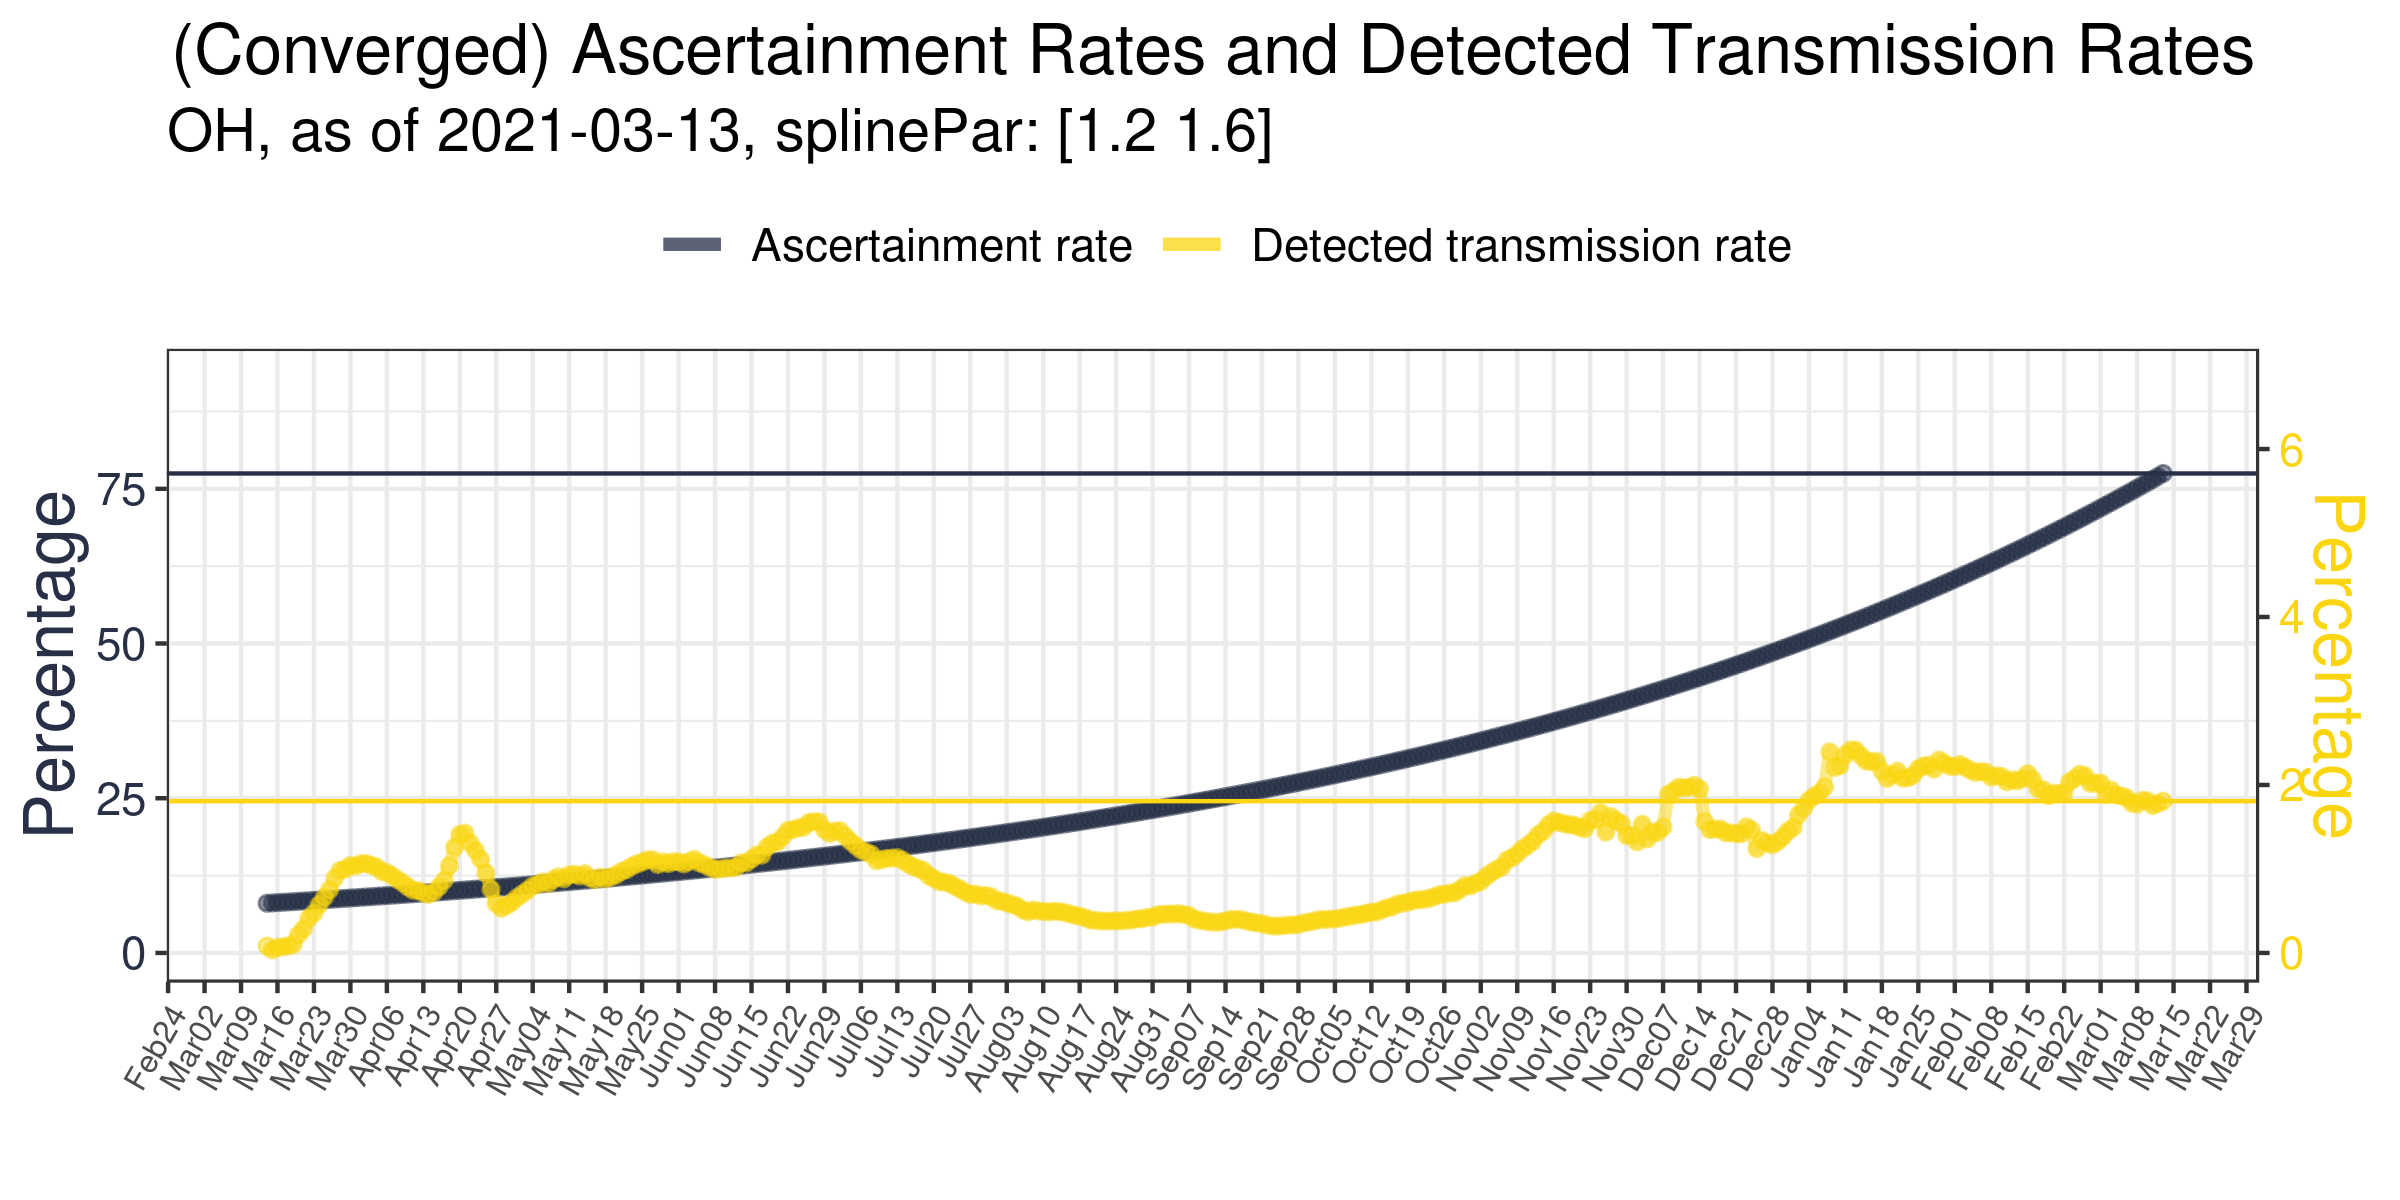 (Converged) Ascertainment Rates and Detected Transmission Rates
OH, as of 2021-03-13, splinePar: [1.2 1.6]
Ascertainment rate Detected transmission rate
Percentage
75
50
25
0
6
4
2
0
Percentage
Feb24 Mar02 Mar09 Mar16 Mar23 Mar30 Apr06 Apr13 Apr20 Apr27 May04 May11 May18 May25 Jun01 Jun08 Jun15 Jun22 Jun29 Jul06 Jul13 Jul20 Jul27 Aug03 Aug10 Aug17 Aug24 Aug31 Sep07 Sep14 Sep21 Sep28 Oct05 Oct12 Oct19 Oct26 Nov02 Nov09 Nov16 Nov23 Nov30 Dec07 Dec14 Dec21 Dec28 Jan04 Jan11 Jan18 Jan25 Feb01 Feb08 Feb15 Feb22 Mar01 Mar08 Mar15 Mar22 Mar29